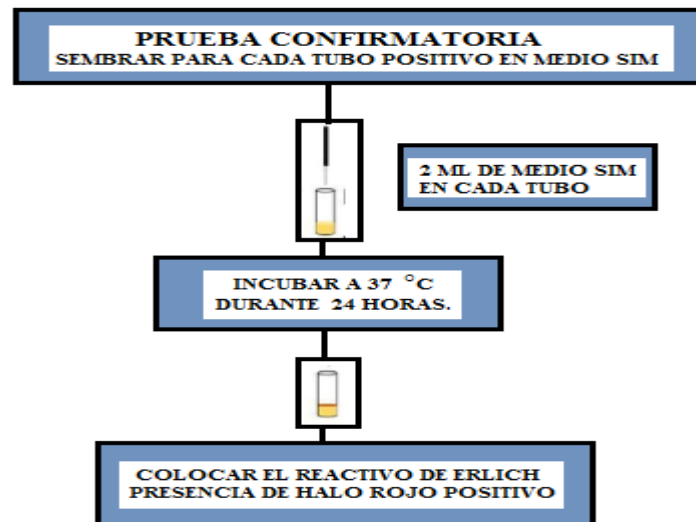 PRUEBA CONFIRMATORIA
SEMBRAR PARA CADA TUBO POSITIVO EN MEDIO SIM
2 ML DE MEDIO SIM
EN CADA TUBO
INCUBAR A 37 °C
DURANTE 24 HORAS.
COLOCAR EL REACTIVO DE ERLICH
PRESENCIA DE HALO ROJO POSITIVO